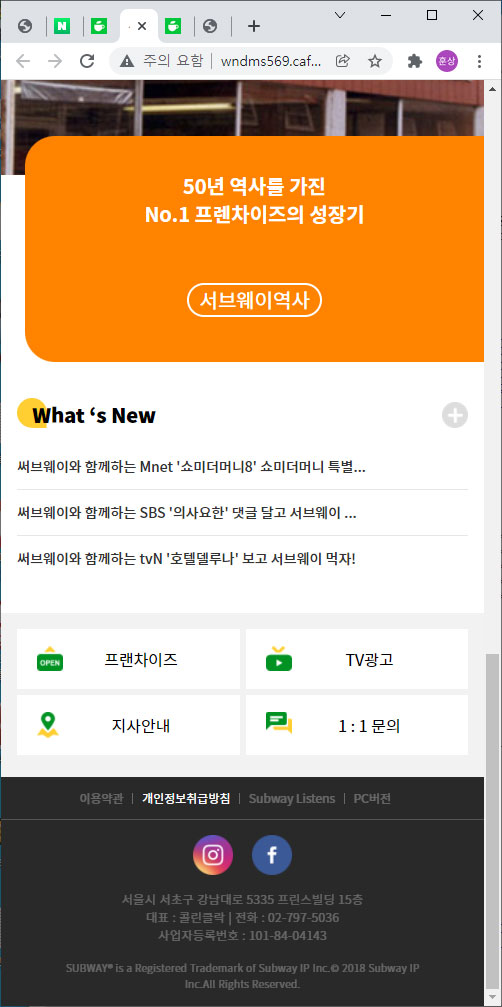 주의 요함
wndms569.caf...
훈상
50년 역사를 가진
No.1 프렌차이즈의 성장기
서브웨이역사
What ‘s New
써브웨이와 함께하는 Mnet '쇼미더머니8' 쇼미더머니 특별...
써브웨이와 함께하는 SBS '의사요한' 댓글 달고 서브웨이 ...
써브웨이와 함께하는 tvN '호텔델루나' 보고 서브웨이 먹자!
OPEN
프랜차이즈
TV광고
지사안내
1 : 1 문의
이용약관 | 개인정보취급방침 | Subway Listens | PC버전
서울시 서초구 강남대로 5335 프린스빌딩 15층
대표 : 콜린클락 | 전화 : 02-797-5036
사업자등록번호 : 101-84-04143
SUBWAY® is a Registered Trademark of Subway IP Inc.© 2018 Subway IP
Inc.All Rights Reserved.